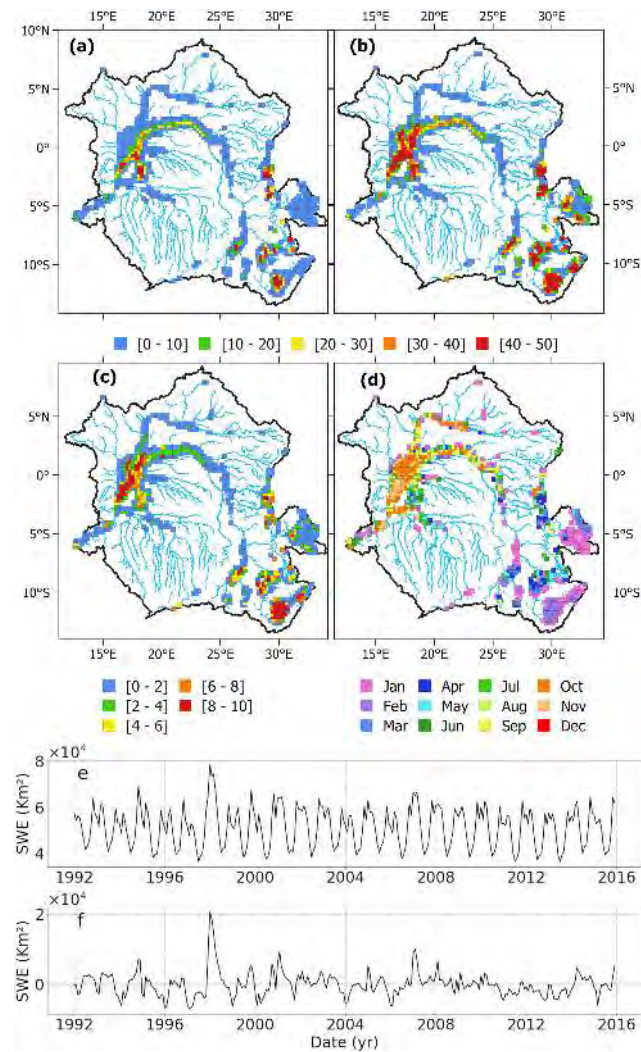 15°E 20°E 25°E 30°E 15°E 20°E 25°E 30°E
10°N (a) (b)
5°N 5°N
0° 0°
5°S 5°S
10°S 10°S
[0 - 10] [10 - 20] [20 - 30] [30 - 40] [40 - 50]
(c) (d)
5°N 5°N
0° 0°
5°S 5°S
10°S 10°S
15°E 20°E 25°E 30°E 15°E 20°E 25°E 30°E
[0 - 2] [6 - 8] Jan Apr Jul Oct
[2 - 4] [8 - 10] Feb May Aug Nov
[4 - 6] Mar Jun Sep Dec
×10⁴
8 e
SWE (Km²)
6
4
1992 1996 2000 2004 2008 2012 2016
×10⁴
2 f
SWE (Km²)
0
1992 1996 2000 2004 2008 2012 2016
Date (yr)